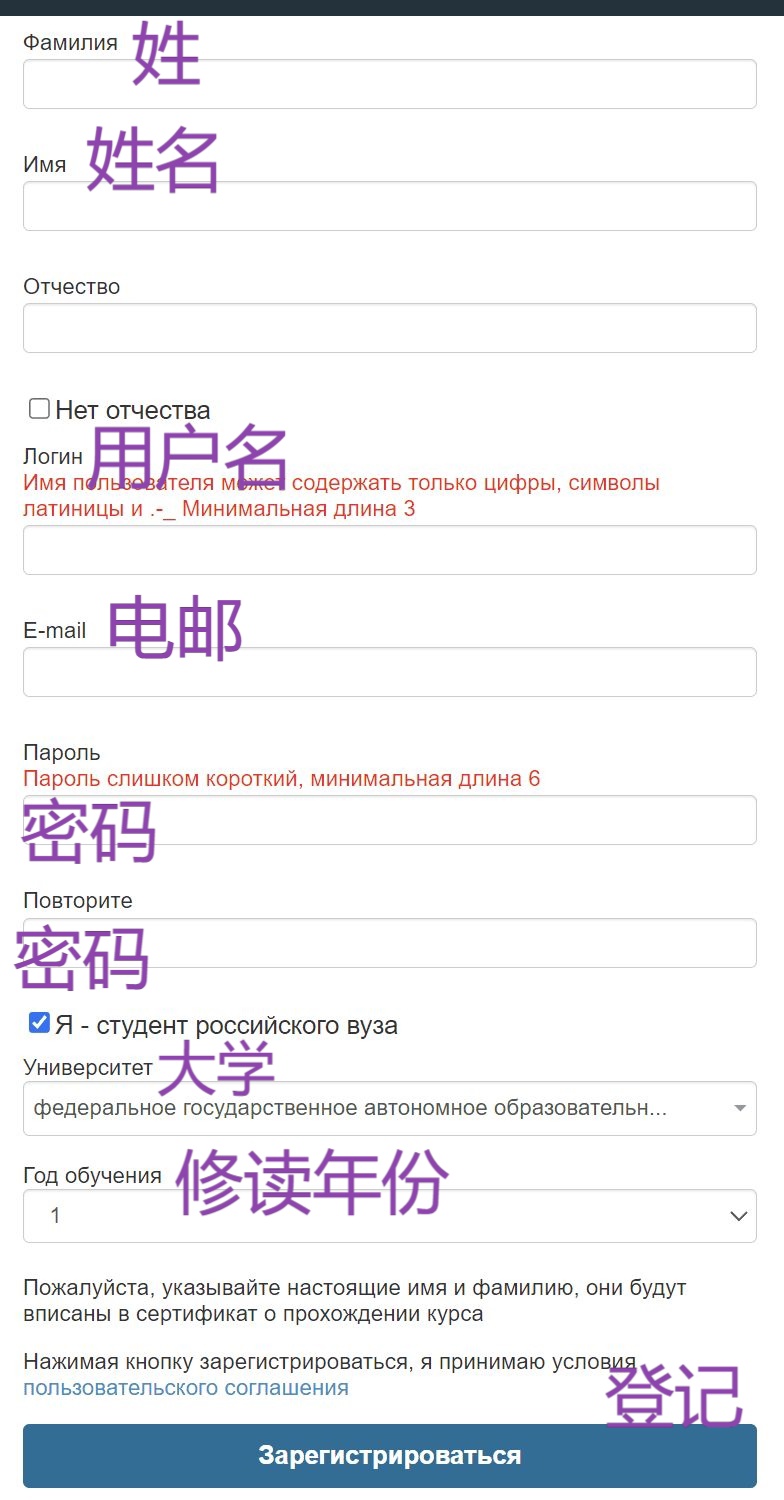 Фамилия 姓
Имя 姓名
Отчество
Нет отчества
Логин 用户名
Имя пользователя может содержать только цифры, символы
латиницы и .-_ Минимальная длина 3
E-mail 电邮
Пароль
Пароль слишком короткий, минимальная длина 6
密码
Повторите
密码
Я - студент российского вуза
Университет 大学
федеральное государственное автономное образовательн...
Год обучения 修读年份
1
Пожалуйста, указывайте настоящие имя и фамилию, они будут
вписаны в сертификат о прохождении курса
Нажимая кнопку зарегистрироваться, я принимаю условия
пользовательского соглашения
登记
Зарегистрироваться